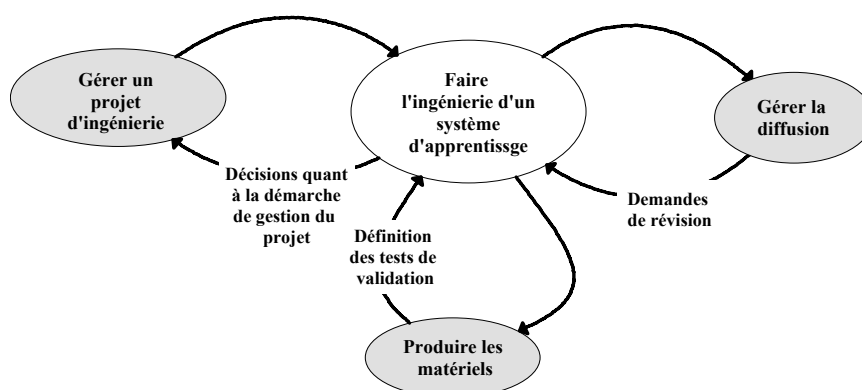 Gérer un
projet
d'ingénierie
Faire
l'ingénierie d'un
système
d'apprentissge
Gérer la
diffusion
Décisions quant
à la démarche
de gestion du
projet
Définition
des tests de
validation
Demandes
de révision
Produire les
matériels